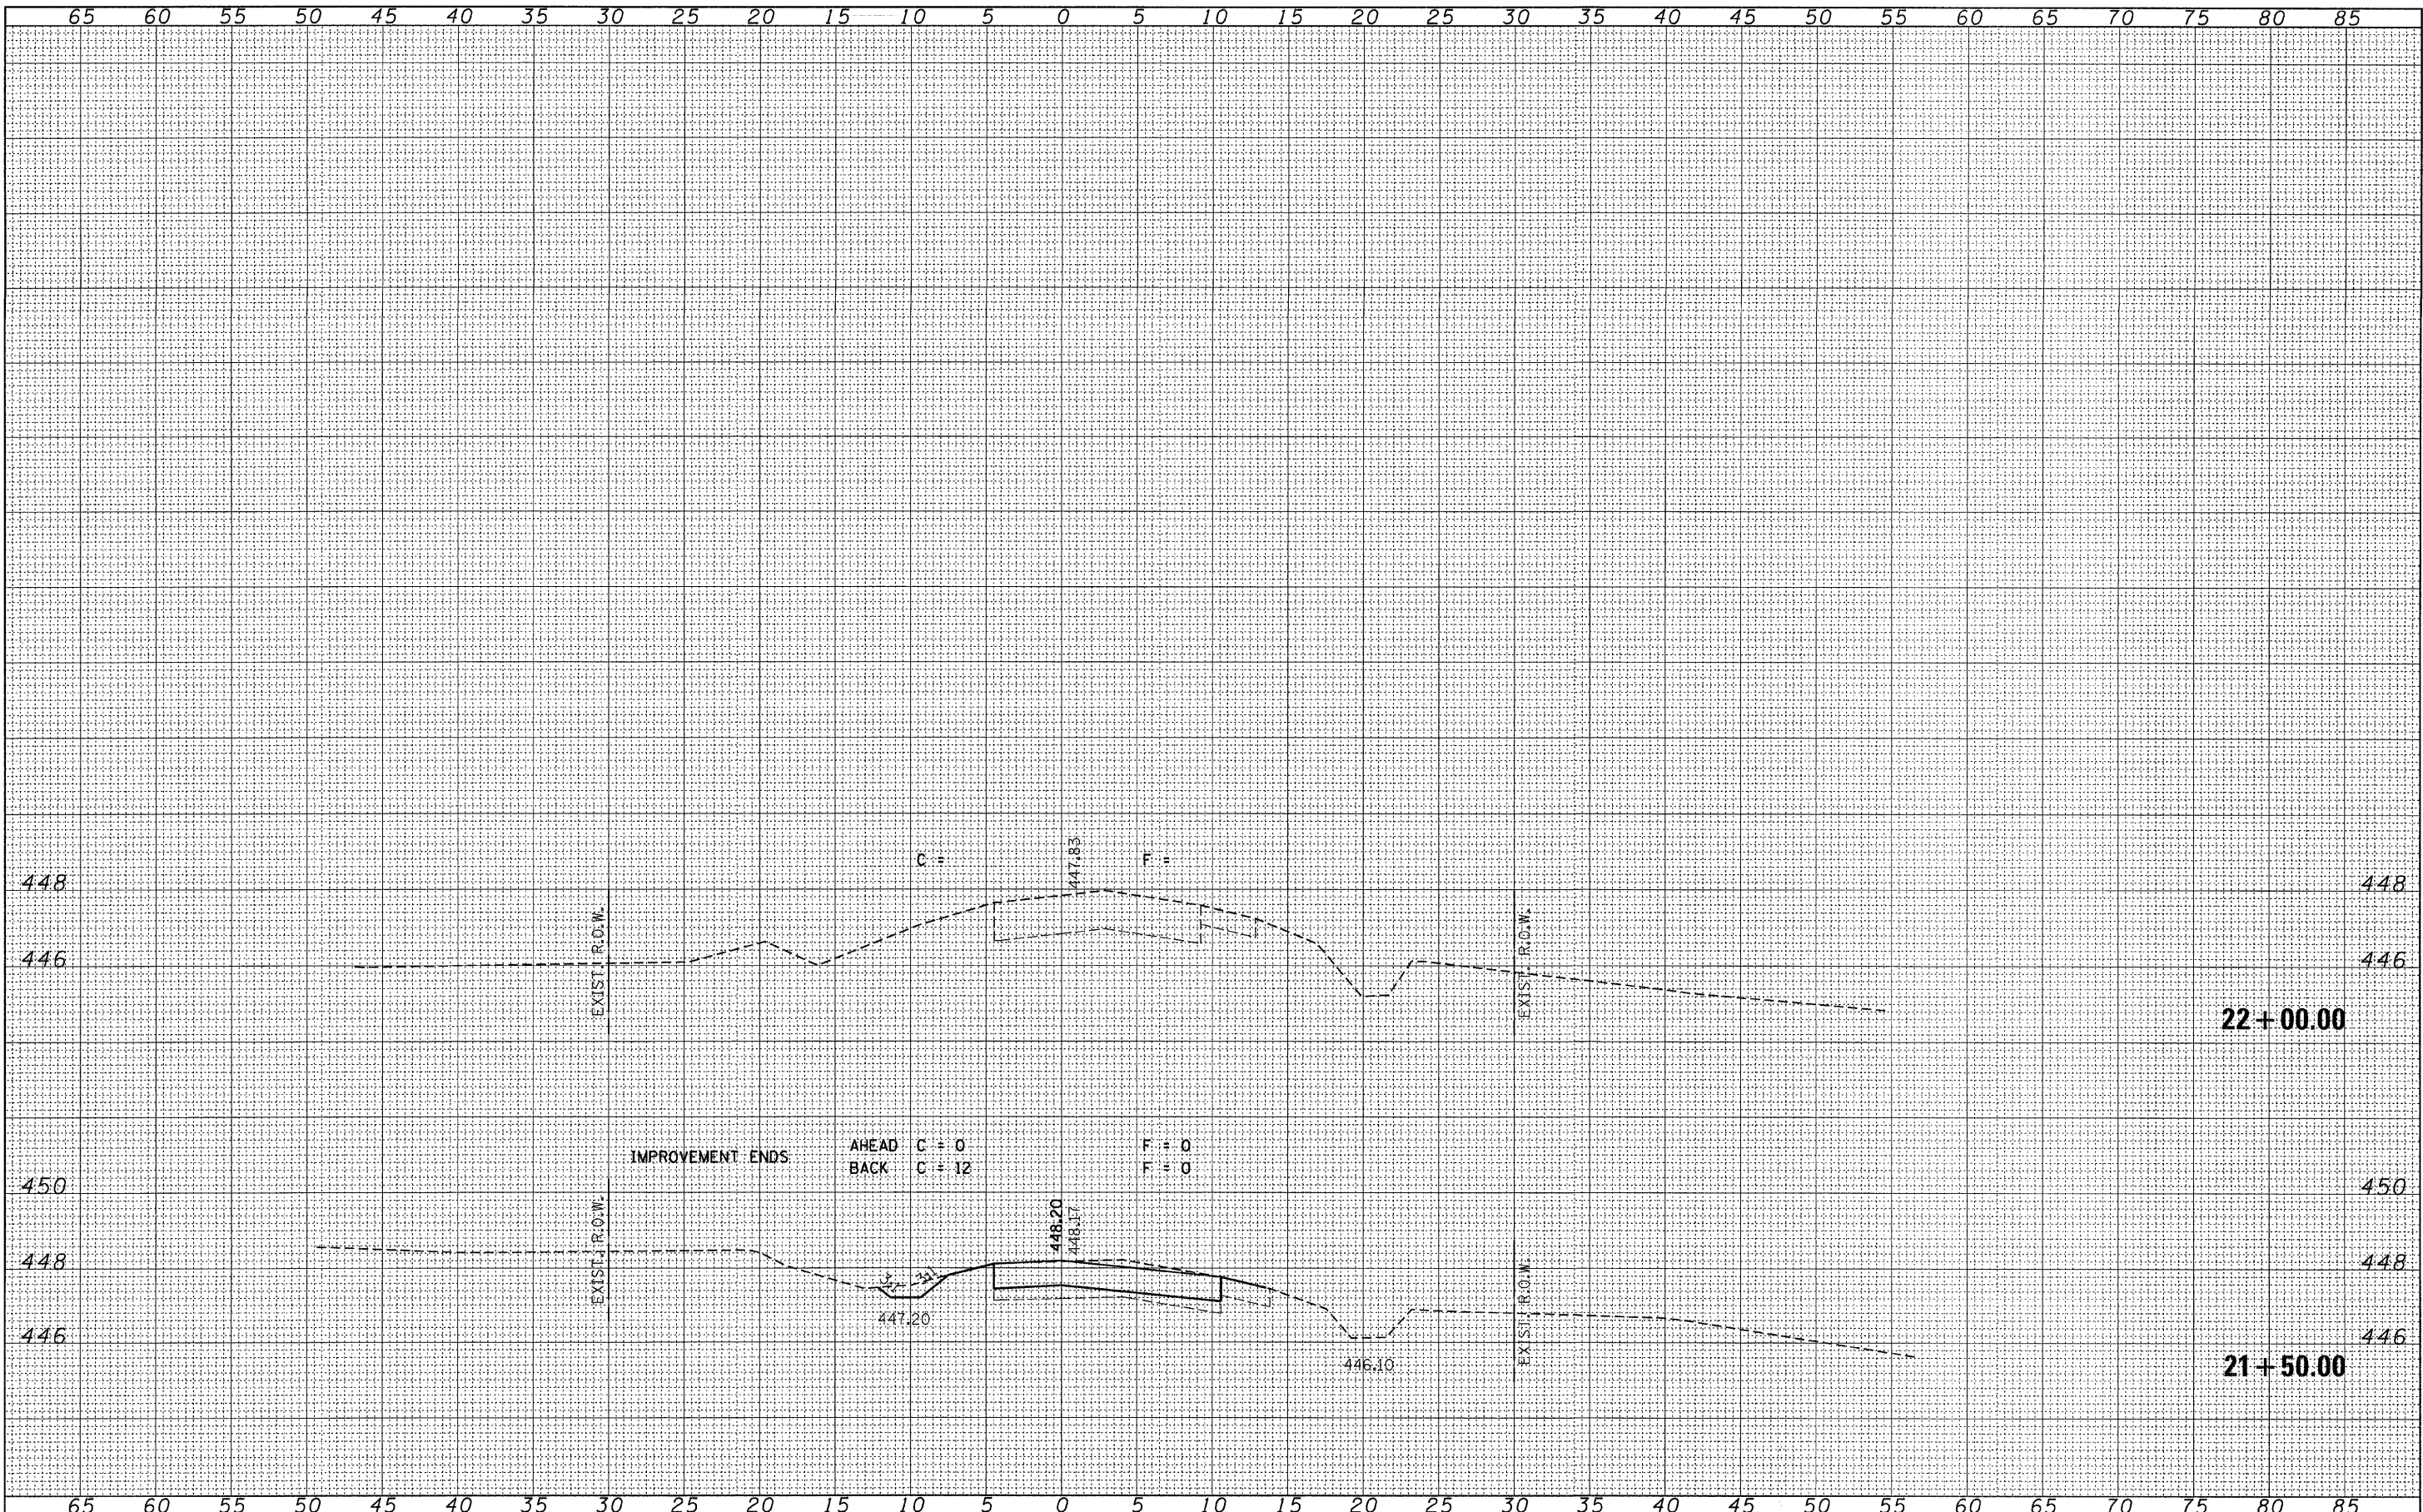 65 60 55 50 45 40 35 30 25 20 15 10 5 0 5 10 15 20 25 30 35 40 45 50 55 60 65 70 75 80 85
447.83
C = F =
448 448
EXIST. R.O.W. EXIST. R.O.W.
446 446
22+00.00
AHEAD C = 0 F = 0
IMPROVEMENT ENDS
BACK C = 12 F = 0
450 450
448.20
448.17
EXIST. R.O.W. EXIST. R.O.W.
448 448
3:1 3:1
447.20
446 446
446.10
21+50.00
65 60 55 50 45 40 35 30 25 20 15 10 5 0 5 10 15 20 25 30 35 40 45 50 55 60 65 70 75 80 85